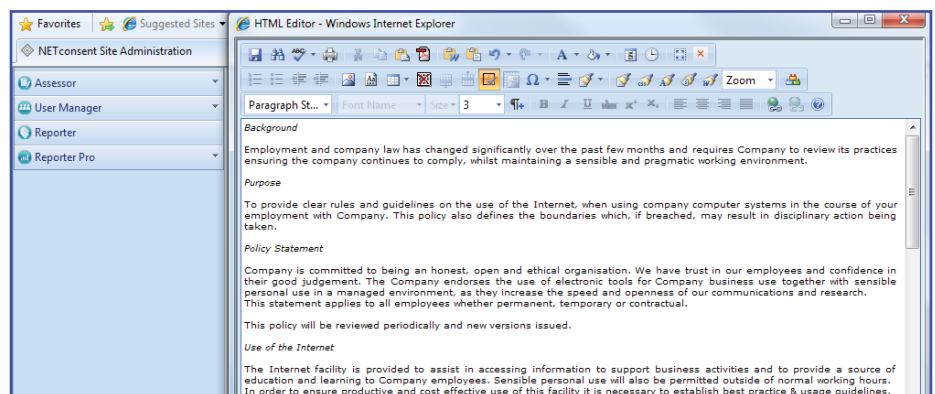 Favorites Suggested Sites
HTML Editor - Windows Internet Explorer
NETconsent Site Administration
Assessor
User Manager
Reporter
Reporter Pro
ABC
A
Ω
Zoom
Paragraph St... Font Name Size 3 B I U abc x² x₂
Background
Employment and company law has changed significantly over the past few months and requires Company to review its practices
ensuring the company continues to comply, whilst maintaining a sensible and pragmatic working environment.
Purpose
To provide clear rules and guidelines on the use of the Internet, when using company computer systems in the course of your
employment with Company. This policy also defines the boundaries which, if breached, may result in disciplinary action being
taken.
Policy Statement
Company is committed to being an honest, open and ethical organisation. We have trust in our employees and confidence in
their good judgement. The Company endorses the use of electronic tools for Company business use together with sensible
personal use in a managed environment, as they increase the speed and openness of our communications and research.
This statement applies to all employees whether permanent, temporary or contractual.
This policy will be reviewed periodically and new versions issued.
Use of the Internet
The Internet facility is provided to assist in accessing information to support business activities and to provide a source of
education and learning to Company employees. Sensible personal use will also be permitted outside of normal working hours.
In order to ensure productive and cost effective use of this facility it is necessary to establish best practice & usage guidelines.